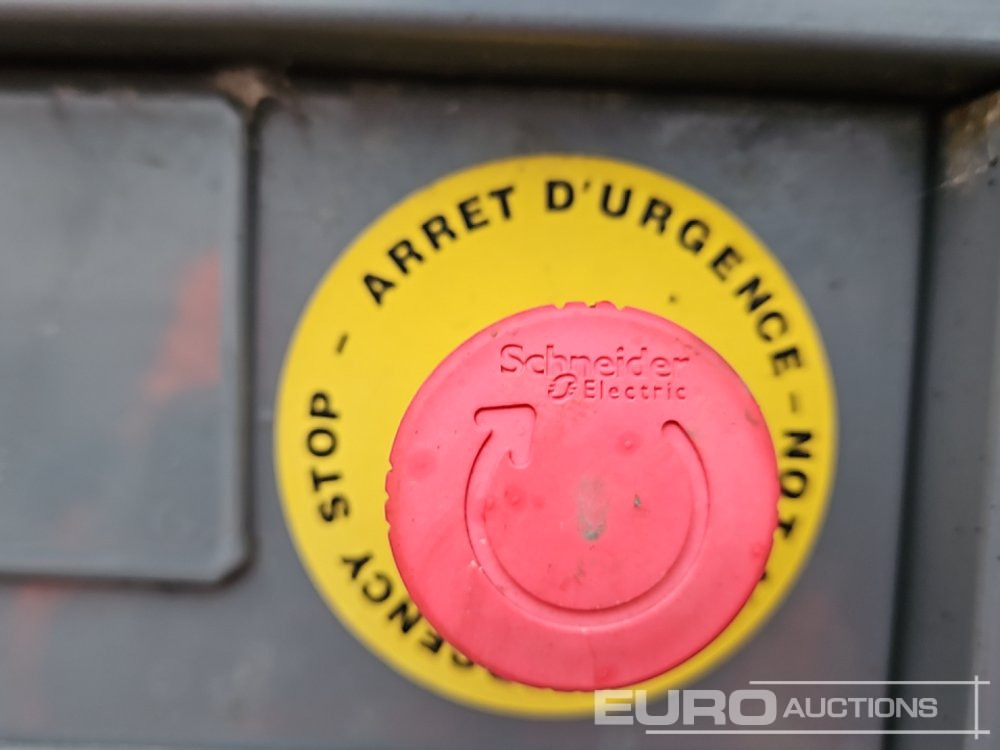 ARRET D'URGENCE - NOT
STOP -
Schneider
Electric
EURO AUCTIONS